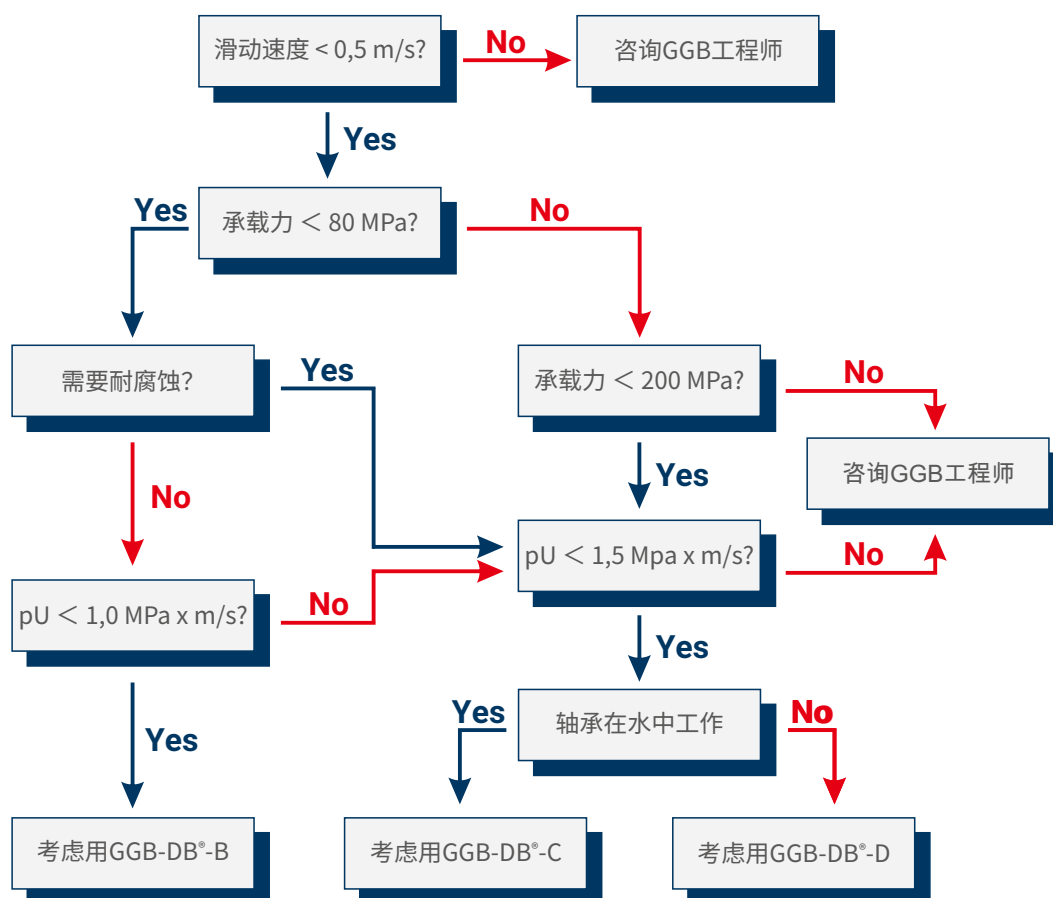 滑动速度 < 0,5 m/s?
No
咨询GGB工程师
Yes
Yes
承载力 ＜ 80 MPa?
No
需要耐腐蚀？
Yes
承载力 ＜ 200 MPa?
No
No
Yes
咨询GGB工程师
pU ＜ 1,5 Mpa x m/s?
No
pU ＜ 1,0 MPa x m/s?
No
Yes
Yes
轴承在水中工作
No
Yes
考虑用GGB-DB®-B
考虑用GGB-DB®-C
考虑用GGB-DB®-D